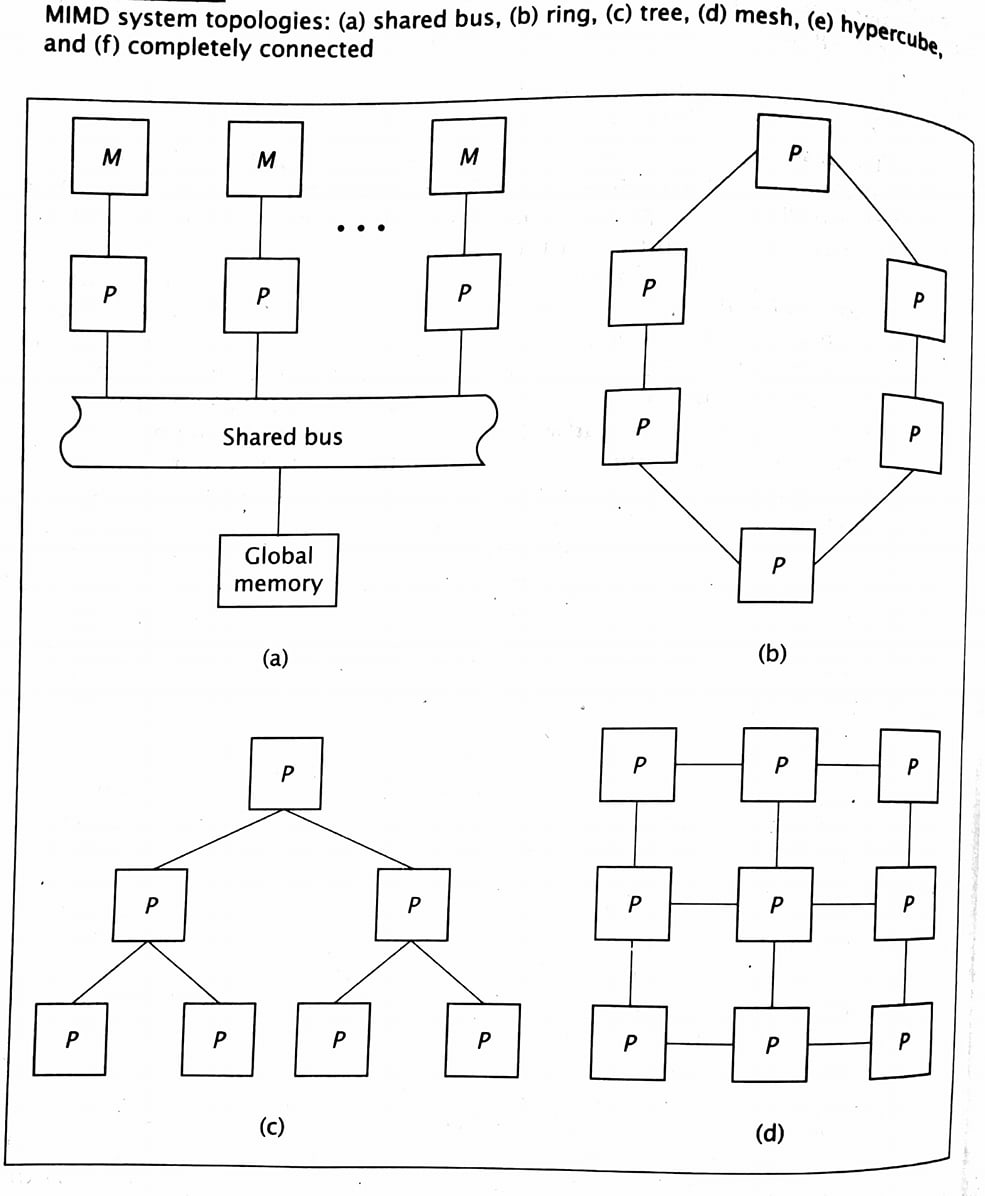 MIMD system topologies: (a) shared bus, (b) ring, (c) tree, (d) mesh, (e) hypercube,
and (f) completely connected
M M M P
• • •
P P P P P
Shared bus P P
Global
memory P
(a) (b)
P P P P
P P P P P
P P P P P P P
(c) (d)